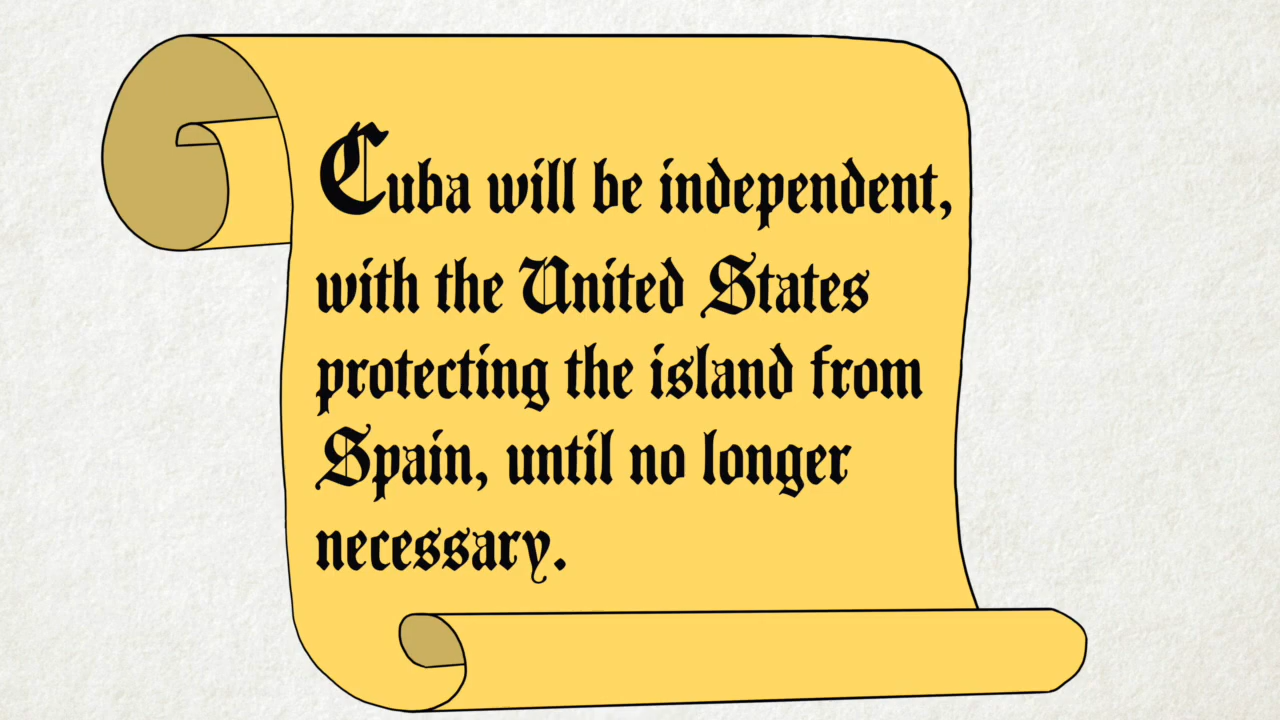 Cuba will be independent,
with the United States
protecting the island from
Spain, until no longer
necessary.